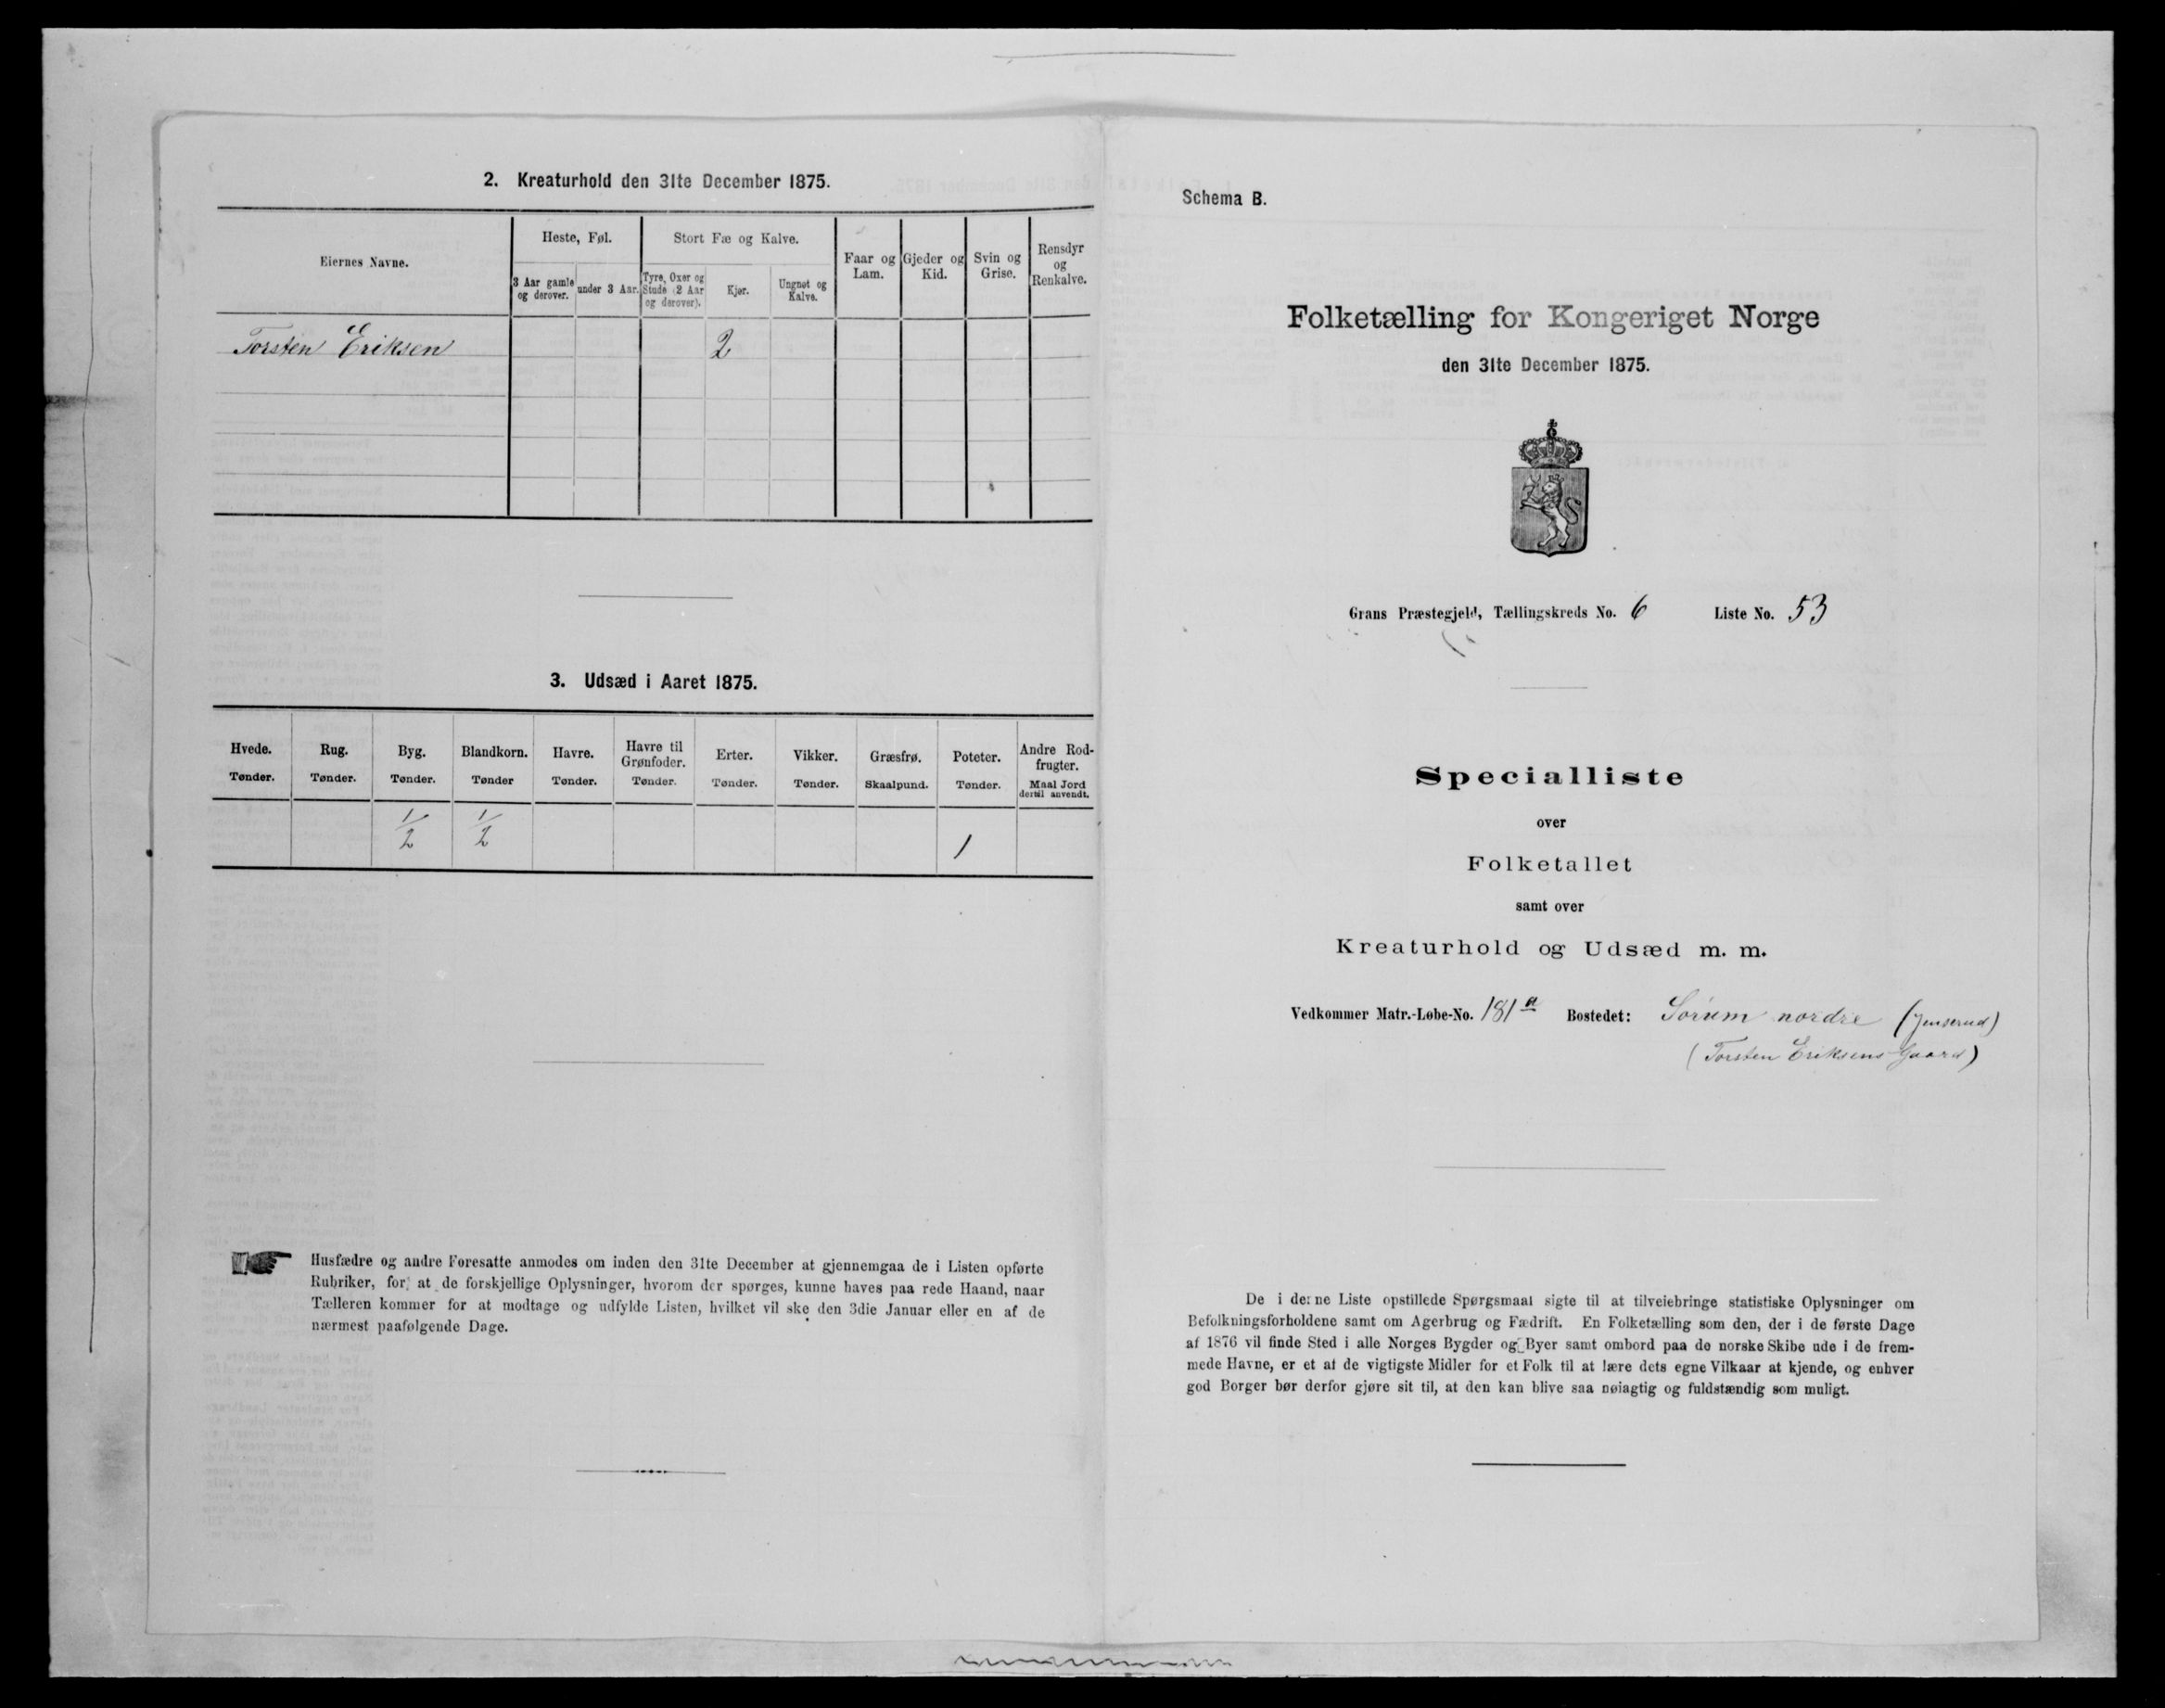 2. Kreaturhold den 31te December 1875.
Eiernes Navne.
Heste, Føl.
Stort Fæ og Kalve.
3 Aar gamle og derover.
under 3 Aar.
Tyre, Oxer og Stude (2 Aar og derover).
Kjør.
Ungnøt og Kalve.
Faar og Lam.
Gjeder og Kid.
Svin og Grise.
Rensdyr og Renkalve.
Torsten Eriksen 2
3. Udsæd i Aaret 1875.
Hvede. Rug. Byg. Blandkorn. Havre. Havre til Grønfoder. Erter. Vikker. Græsfrø. Poteter. Andre Rodfrugter.
Tønder. Tønder. Tønder. Tønder Tønder. Tønder. Tønder. Tønder. Skaalpund. Tønder. Maal Jord dertil anvendt.
1/2 1/2 1
Husfædre og andre Foresatte anmodes om inden den 31te December at gjennemgaa de i Listen opførte
Rubriker, for at de forskjellige Oplysninger, hvorom der spørges, kunne haves paa rede Haand, naar
Tælleren kommer for at modtage og udfylde Listen, hvilket vil ske den 3die Januar eller en af de
nærmest paafølgende Dage.
Schema B.
Folketælling for Kongeriget Norge
den 31te December 1875.
Grans Præstegjeld, Tællingskreds No. 6 Liste No. 53
Specialliste
over
Folketallet
samt over
Kreaturhold og Udsæd m. m.
Vedkommer Matr.-Løbe-No. 181a Bostedet: Sørum nordre (Jenserud)
(Torsten Eriksens Gaard)
De i denne Liste opstillede Spørgsmaal sigte til at tilveiebringe statistiske Oplysninger om
Befolkningsforholdene samt om Agerbrug og Fædrift. En Folketælling som den, der i de første Dage
af 1876 vil finde Sted i alle Norges Bygder og Byer samt ombord paa de norske Skibe ude i de frem-
mede Havne, er et af de vigtigste Midler for et Folk til at lære dets egne Vilkaar at kjende, og enhver
god Borger bør derfor gjøre sit til, at den kan blive saa nøiagtig og fuldstændig som muligt.